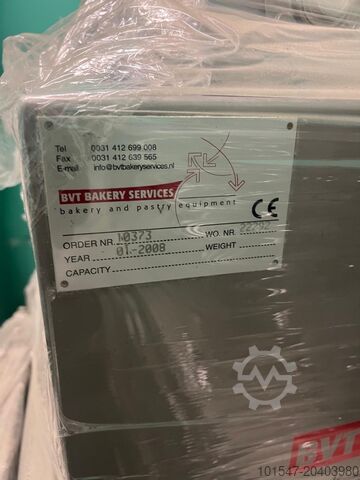 Tel 0031 412 699 008
Fax 0031 412 639 565
E-mail info@bvtbakeryservices.nl
BVT BAKERY SERVICES
bakery and pastry equipment
CE
ORDER NR. WO. NR.
YEAR 01-2008 WEIGHT
CAPACITY
BVT
101547-20403980